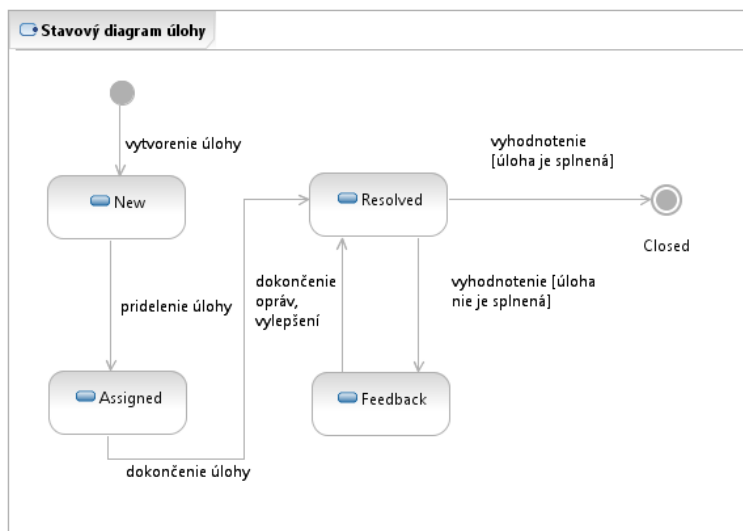 Stavový diagram úlohy
vytvorenie úlohy
New
pridelenie úlohy
Assigned
dokončenie úlohy
Resolved
vyhodnotenie
[úloha je splnená]
Closed
dokončenie
opráv,
vylepšení
vyhodnotenie [úloha
nie je splnená]
Feedback